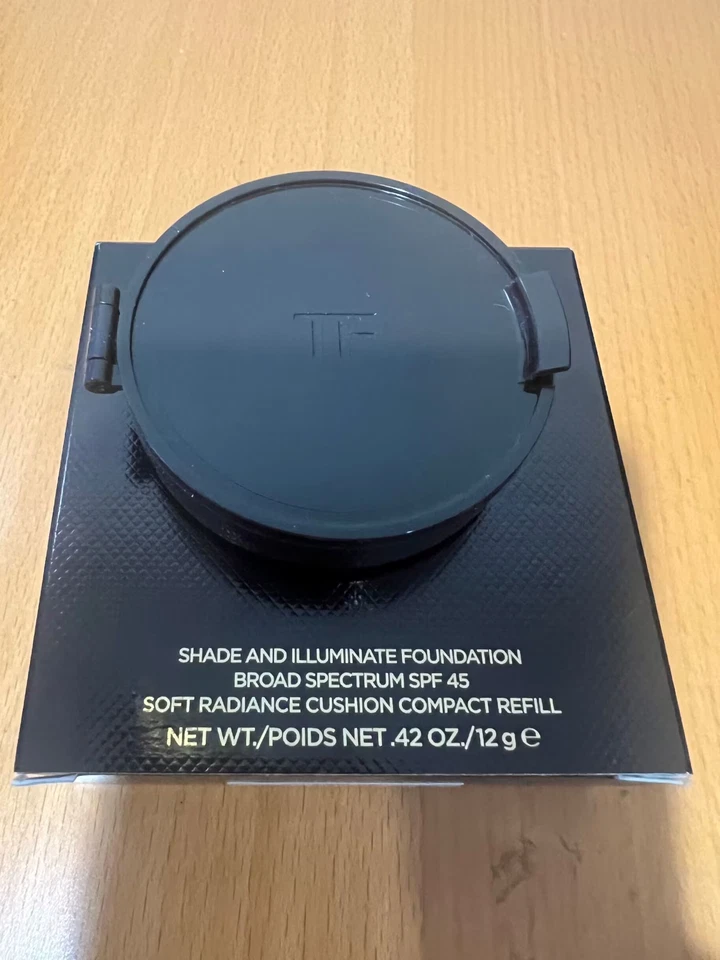 TF
SHADE AND ILLUMINATE FOUNDATION
BROAD SPECTRUM SPF 45
SOFT RADIANCE CUSHION COMPACT REFILL
NET WT./POIDS NET .42 OZ./12 g ℮